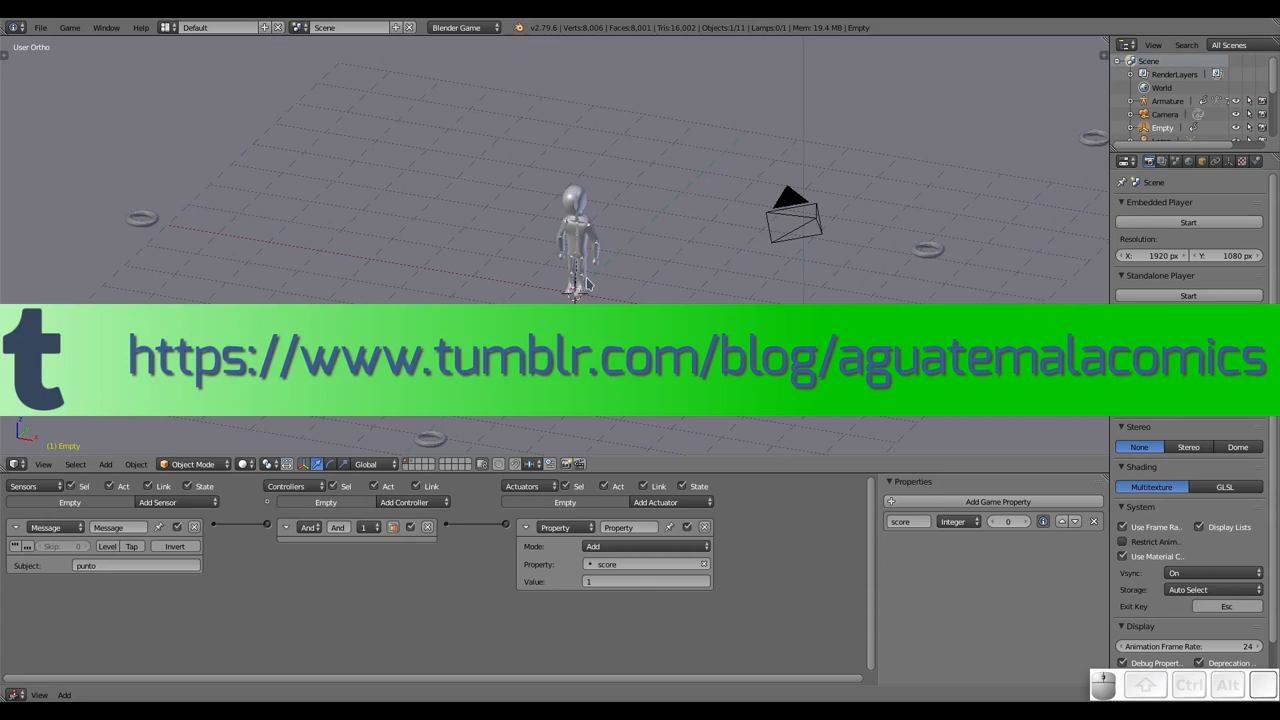 File Game Window Help Default Scene Blender Game v2.79.6 | Verts:8,006 | Faces:8,001 | Tris:16,002 | Objects:1/11 | Lamps:0/1 | Mem: 19.4 MB | Empty
User Ortho
View Search All Scenes
Scene
RenderLayers
World
Armature
Camera
Empty
Scene
Embedded Player
Start
Resolution:
X: 1920 px Y: 1080 px
Standalone Player
Start
t https://www.tumblr.com/blog/aguatemalacomics
Stereo
None Stereo Dome
(1) Empty
View Select Add Object Object Mode Global
Shading
Multitexture GLSL
Sensors Sel Act Link State Controllers Sel Act Link Actuators Sel Act Link State
Empty Add Sensor Empty Add Controller Empty Add Actuator
Message Message And And 1 Property Property
Skip: 0 Level Tap Invert
Subject: punto
Mode: Add
Property: score
Value: 1
Properties
Add Game Property
score Integer 0
System
Use Frame Ra.. Display Lists
Restrict Anim..
Use Material C..
Vsync: On
Storage: Auto Select
Exit Key Esc
Display
Animation Frame Rate: 24
Debug Propert.. Deprecation ..
View Add
Ctrl Alt